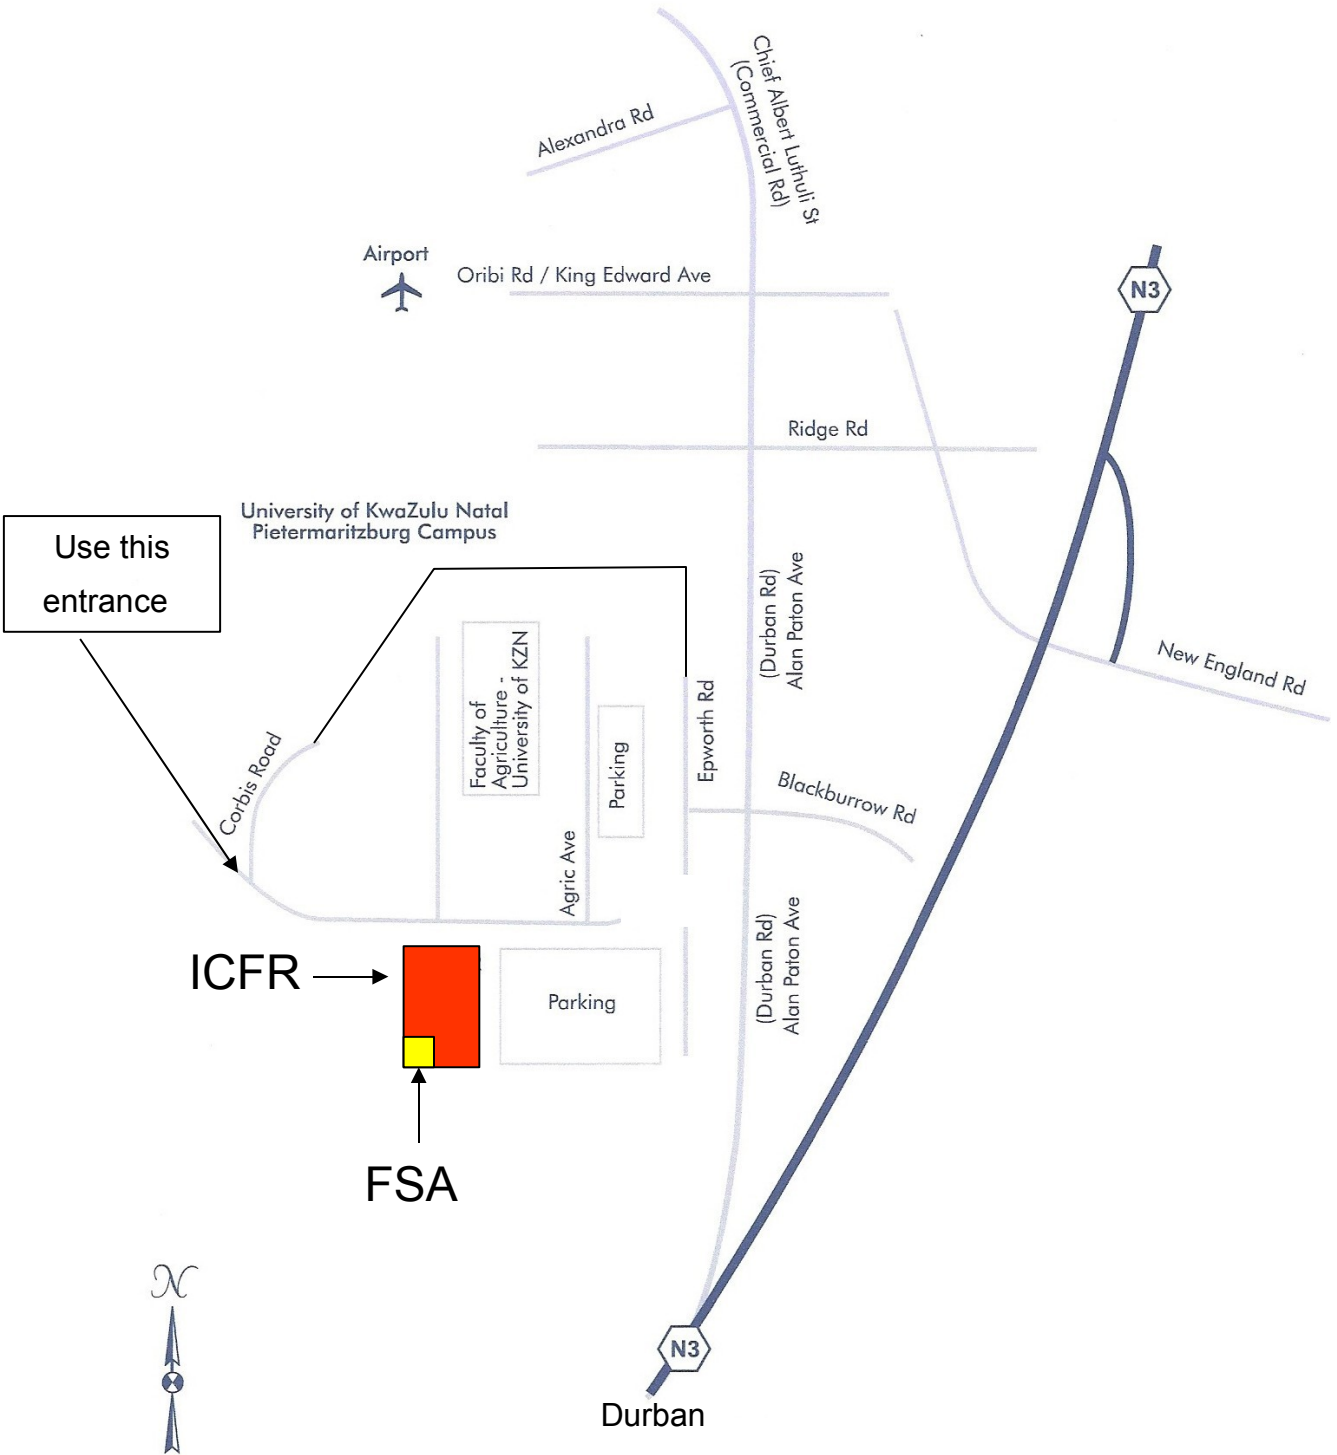 Chief Albert Luthuli St
(Commercial Rd)
Alexandra Rd
Airport
Oribi Rd / King Edward Ave
N3
Ridge Rd
University of KwaZulu Natal
Pietermaritzburg Campus
Use this
entrance
(Durban Rd)
Alan Paton Ave
Faculty of
Agriculture -
University of KZN
New England Rd
Epworth Rd
Parking
Corbis Road
Blackburrow Rd
Agric Ave
(Durban Rd)
Alan Paton Ave
ICFR
Parking
FSA
N
N3
Durban